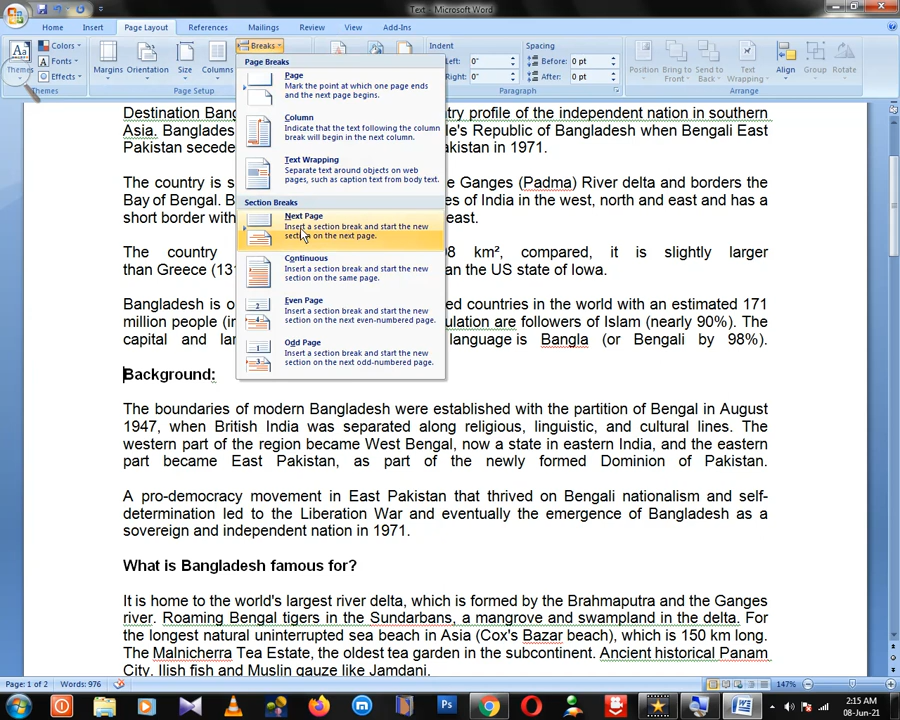 Text - Microsoft Word
Home Insert Page Layout References Mailings Review View Add-Ins
Themes Colors Fonts Effects Margins Orientation Size Columns Breaks Indent Left: 0" Right: 0" Spacing Before: 0 pt After: 0 pt Position Bring to Front Send to Back Text Wrapping Align Group Rotate
Themes Page Setup Paragraph Arrange
Page Breaks
Page
Mark the point at which one page ends
and the next page begins.
Column
Indicate that the text following the column
break will begin in the next column.
Text Wrapping
Separate text around objects on web
pages, such as caption text from body text.
Section Breaks
Next Page
Insert a section break and start the new
section on the next page.
Continuous
Insert a section break and start the new
section on the same page.
Even Page
Insert a section break and start the new
section on the next even-numbered page.
Odd Page
Insert a section break and start the new
section on the next odd-numbered page.
Destination Bang try profile of the independent nation in southern
Asia. Bangladesh le's Republic of Bangladesh when Bengali East
Pakistan secede akistan in 1971.
The country is s e Ganges (Padma) River delta and borders the
Bay of Bengal. B es of India in the west, north and east and has a
short border with east.
The country 8 km², compared, it is slightly larger
than Greece (131 an the US state of Iowa.
Bangladesh is o ed countries in the world with an estimated 171
million people (in ulation are followers of Islam (nearly 90%). The
capital and lar language is Bangla (or Bengali by 98%).
Background:
The boundaries of modern Bangladesh were established with the partition of Bengal in August
1947, when British India was separated along religious, linguistic, and cultural lines. The
western part of the region became West Bengal, now a state in eastern India, and the eastern
part became East Pakistan, as part of the newly formed Dominion of Pakistan.
A pro-democracy movement in East Pakistan that thrived on Bengali nationalism and self-
determination led to the Liberation War and eventually the emergence of Bangladesh as a
sovereign and independent nation in 1971.
What is Bangladesh famous for?
It is home to the world's largest river delta, which is formed by the Brahmaputra and the Ganges
river. Roaming Bengal tigers in the Sundarbans, a mangrove and swampland in the delta. For
the longest natural uninterrupted sea beach in Asia (Cox's Bazar beach), which is 150 km long.
The Malnicherra Tea Estate, the oldest tea garden in the subcontinent. Ancient historical Panam
City. Ilish fish and Muslin gauze like Jamdani.
Page: 1 of 2 Words: 976 147%
Ps
2:15 AM
08-Jun-21